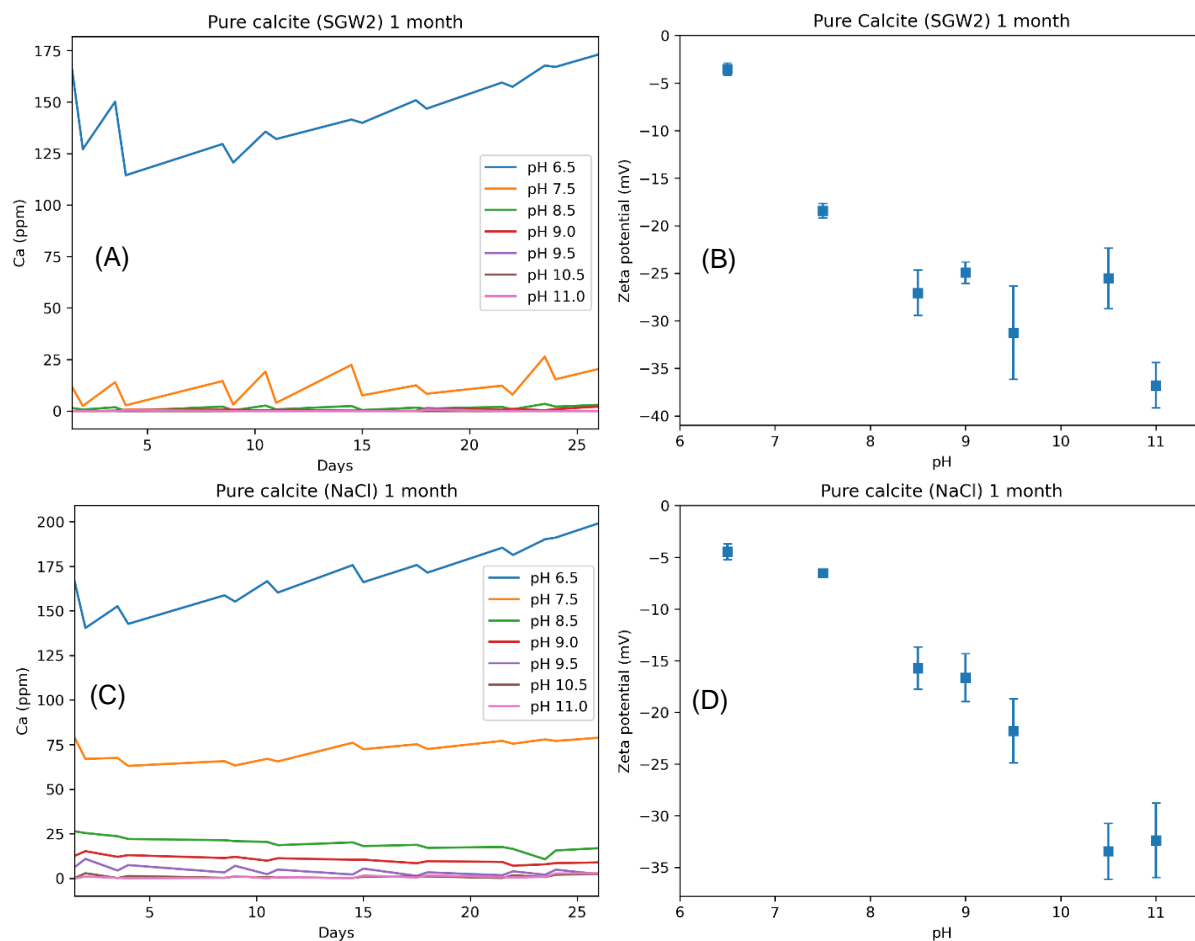 Pure calcite (SGW2) 1 month
175
150
125
100
75
50
25
0
Ca (ppm)
(A)
pH 6.5
pH 7.5
pH 8.5
pH 9.0
pH 9.5
pH 10.5
pH 11.0
5
10
15
20
25
Days
Pure Calcite (SGW2) 1 month
0
−5
−10
−15
−20
−25
−30
−35
−40
Zeta potential (mV)
(B)
6
7
8
9
10
11
pH
Pure calcite (NaCl) 1 month
200
175
150
125
100
75
50
25
0
Ca (ppm)
(C)
pH 6.5
pH 7.5
pH 8.5
pH 9.0
pH 9.5
pH 10.5
pH 11.0
5
10
15
20
25
Days
Pure calcite (NaCl) 1 month
0
−5
−10
−15
−20
−25
−30
−35
Zeta potential (mV)
(D)
6
7
8
9
10
11
pH